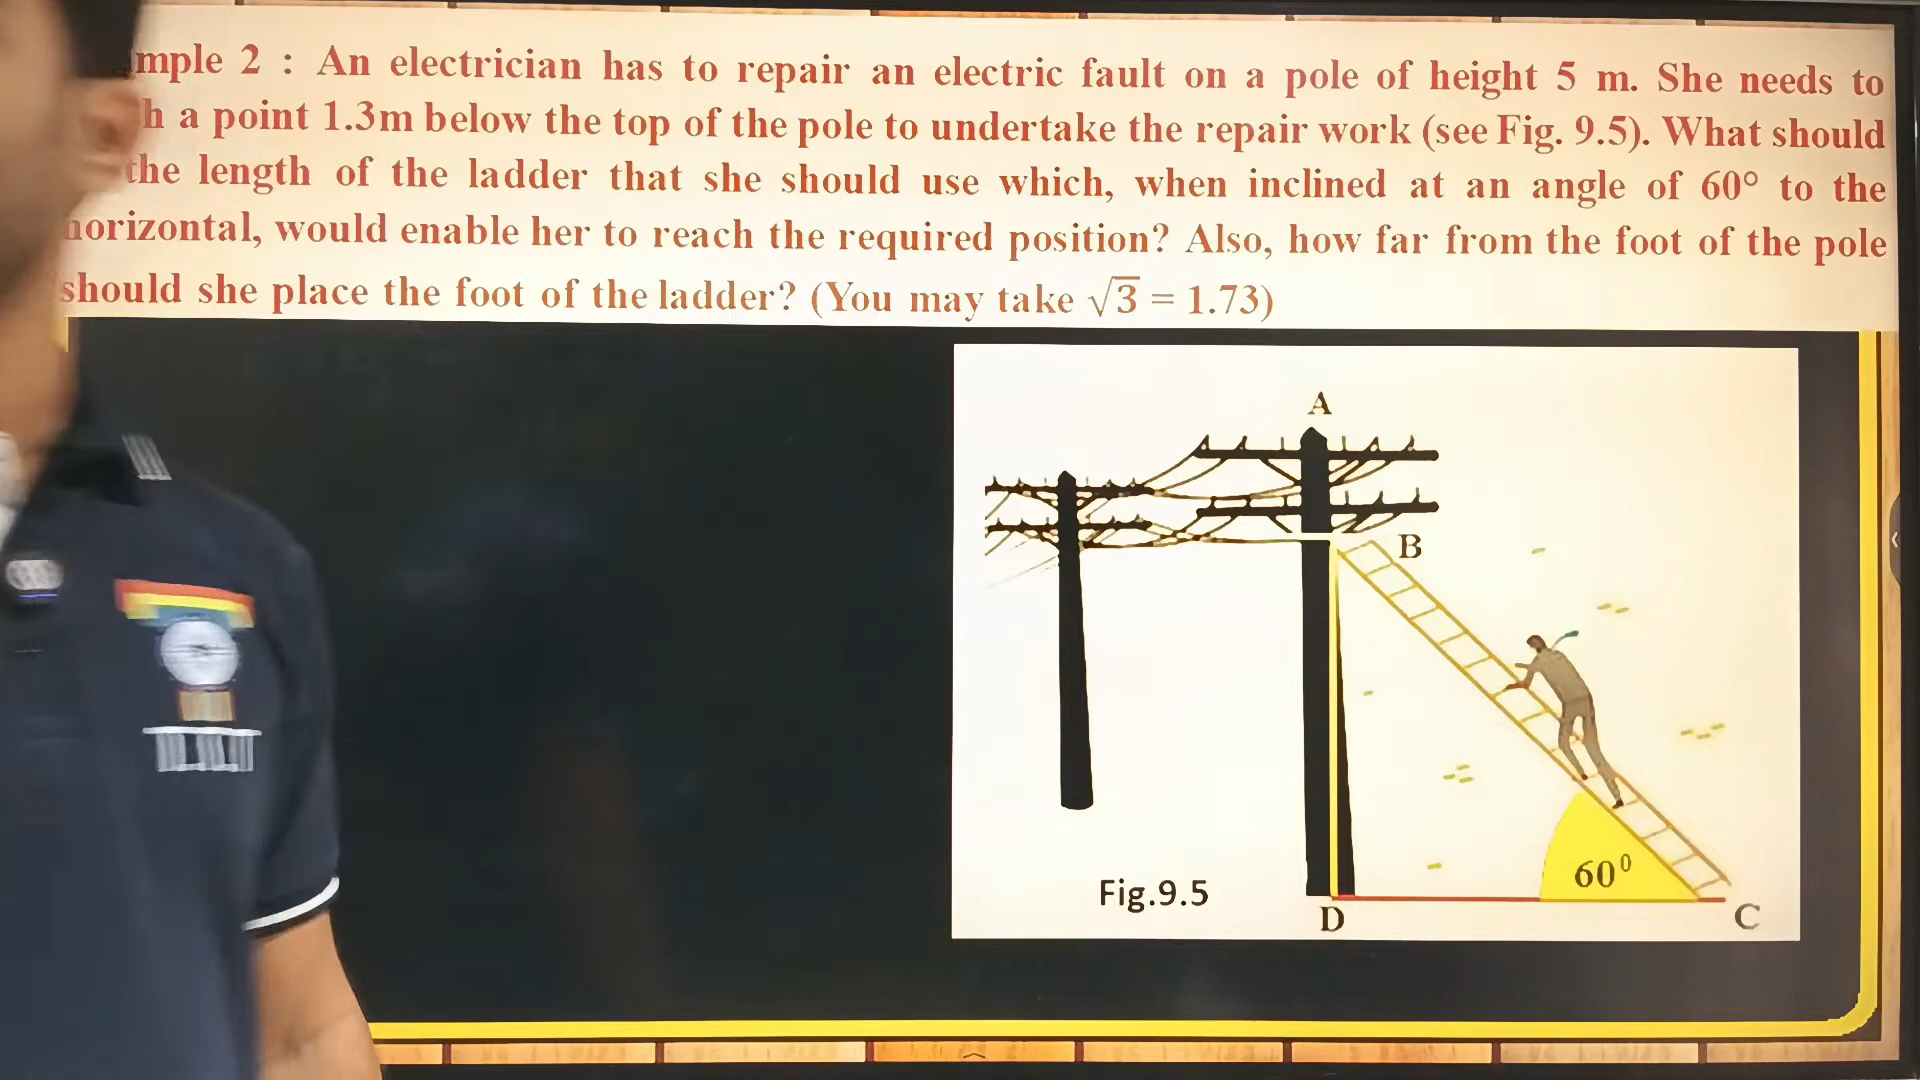 mple 2 : An electrician has to repair an electric fault on a pole of height 5 m. She needs to
h a point 1.3m below the top of the pole to undertake the repair work (see Fig. 9.5). What should
the length of the ladder that she should use which, when inclined at an angle of 60° to the
horizontal, would enable her to reach the required position? Also, how far from the foot of the pole
should she place the foot of the ladder? (You may take √3 = 1.73)
A
B
60⁰
Fig.9.5
D
C